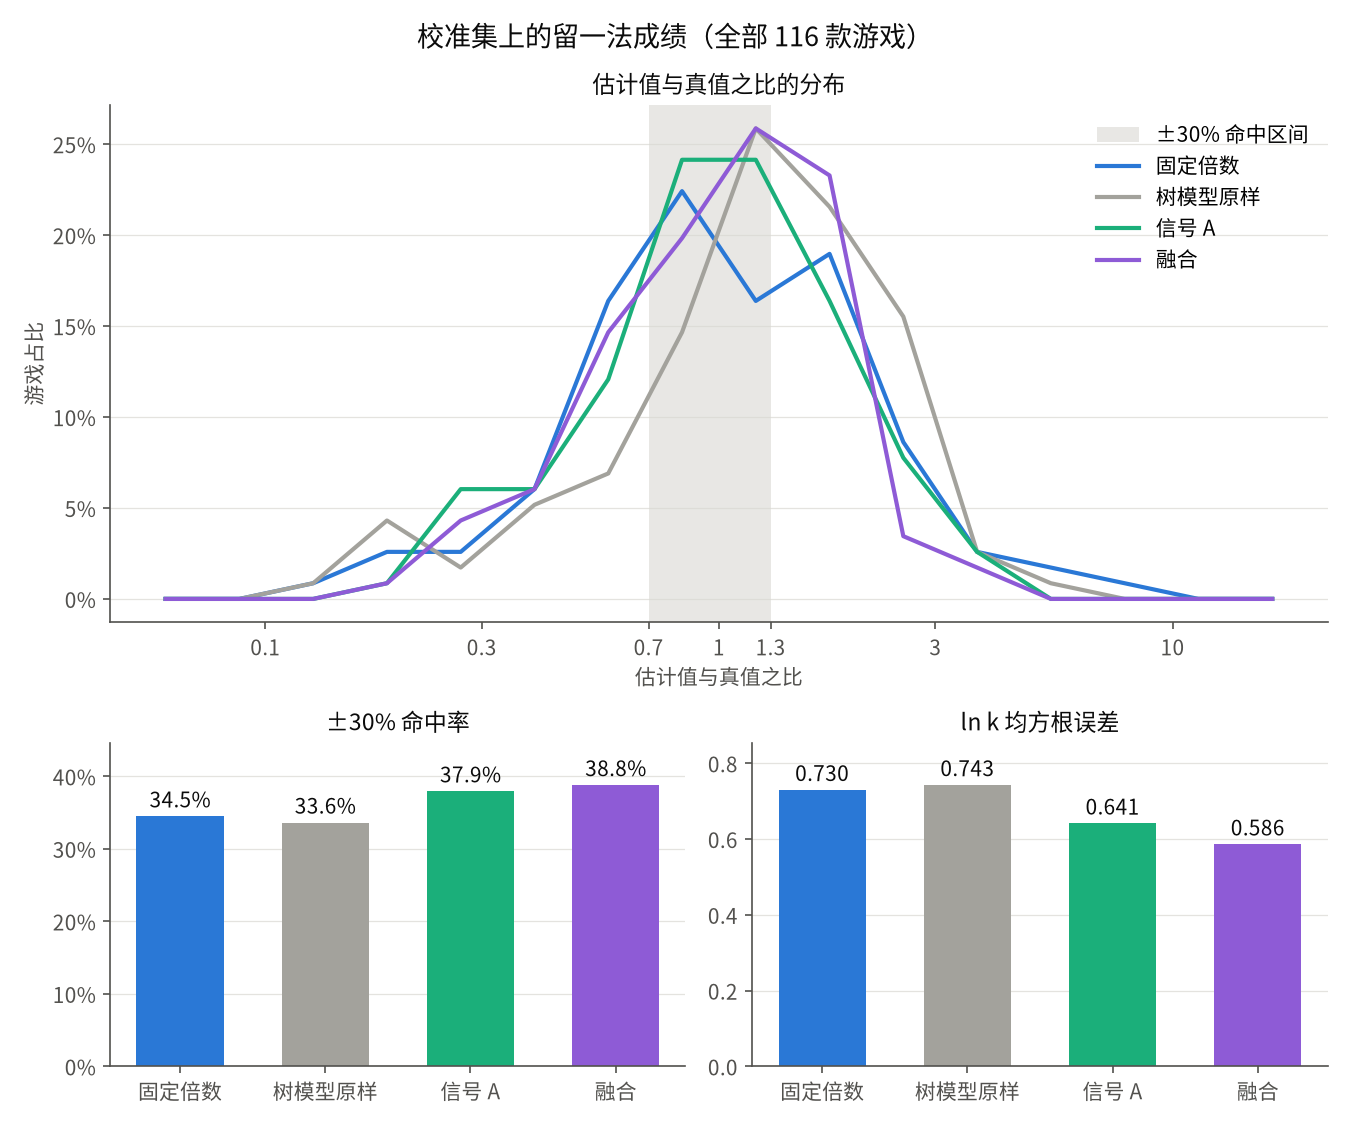 校准集上的留一法成绩（全部 116 款游戏）
估计值与真值之比的分布
±30% 命中区间
固定倍数
树模型原样
信号 A
融合
游戏占比
25%
20%
15%
10%
5%
0%
0.1 0.3 0.7 1 1.3 3 10
估计值与真值之比
±30% 命中率
40%
30%
20%
10%
0%
34.5% 33.6% 37.9% 38.8%
固定倍数 树模型原样 信号 A 融合
ln k 均方根误差
0.8
0.6
0.4
0.2
0.0
0.730 0.743 0.641 0.586
固定倍数 树模型原样 信号 A 融合